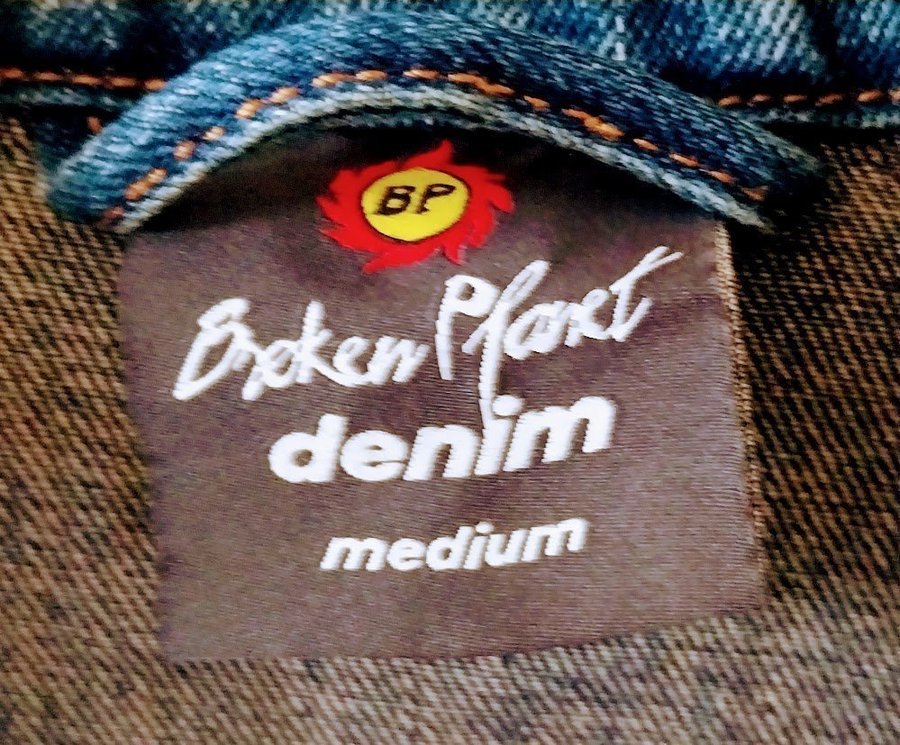 BP
Broken Planet
denim
medium